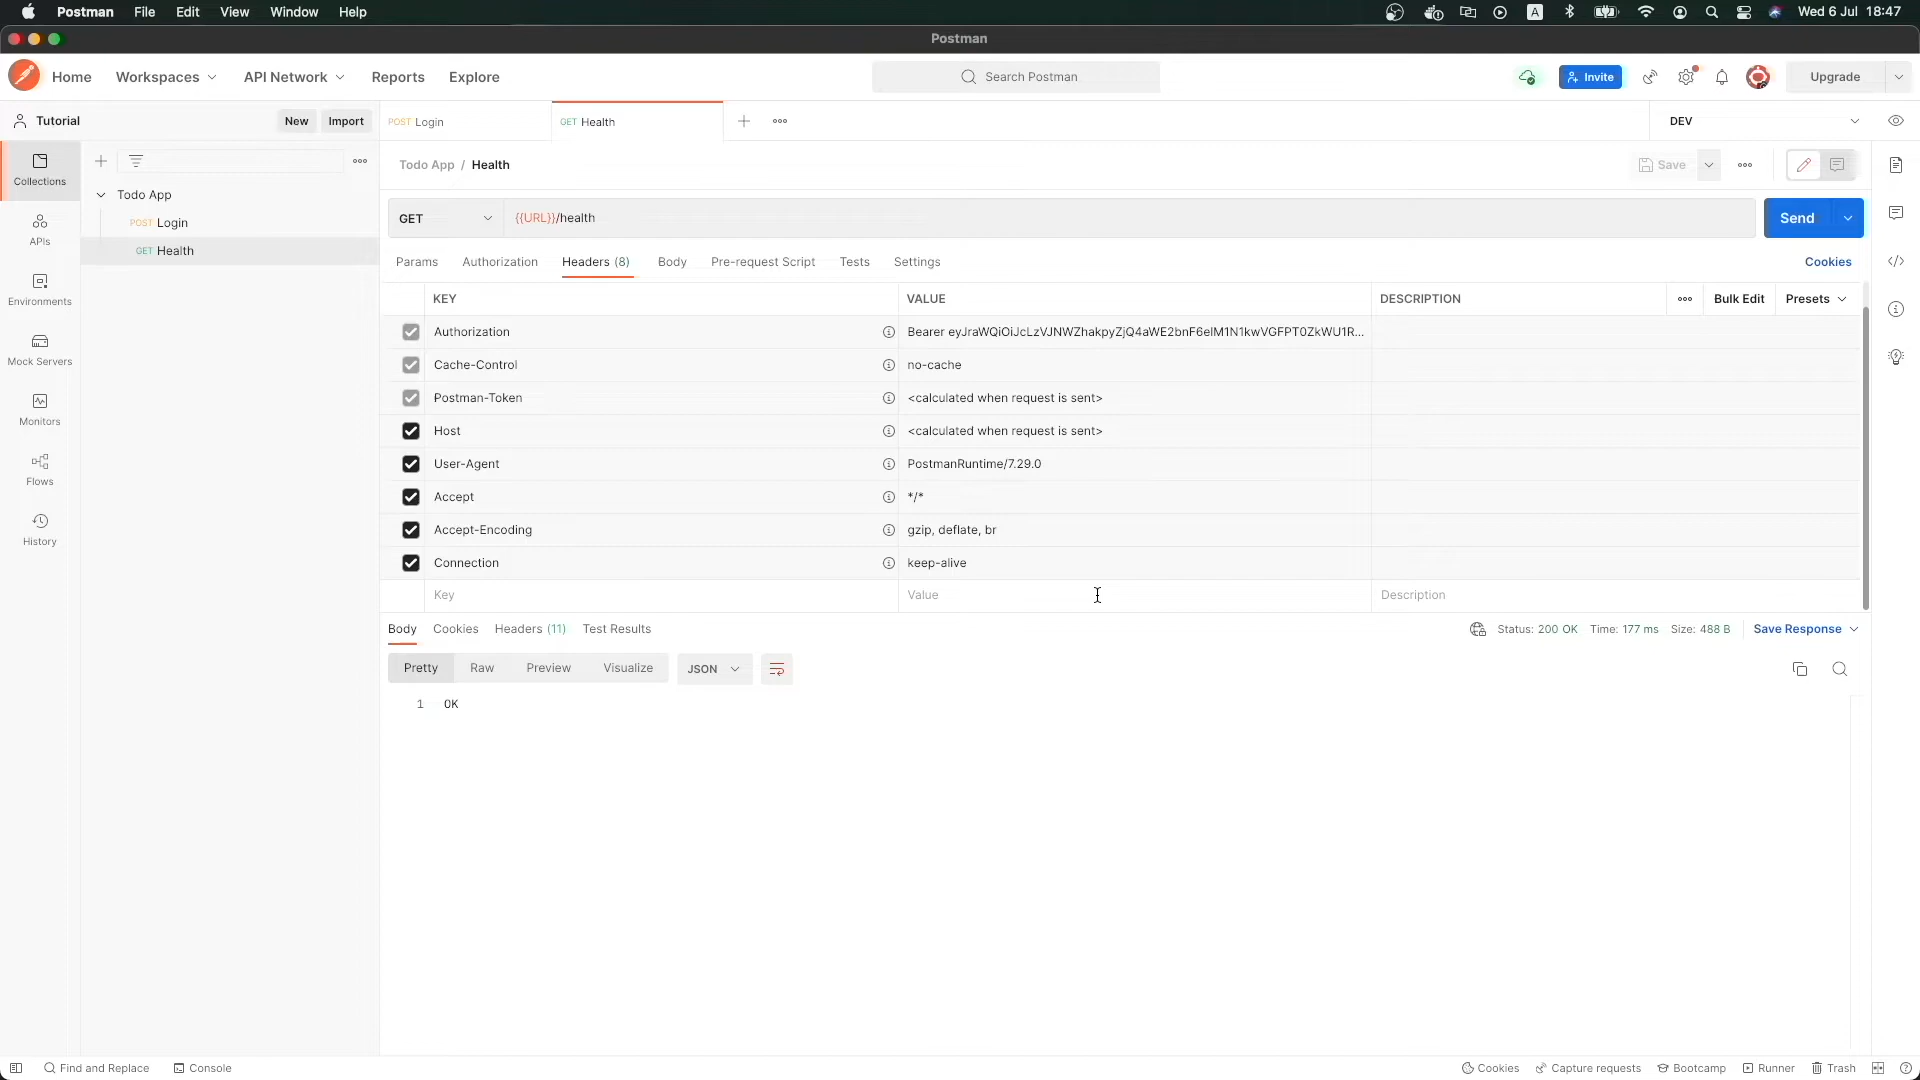 Postman File Edit View Window Help
A Wed 6 Jul 18:47
Postman
Home Workspaces API Network Reports Explore
Search Postman
Invite
Upgrade
Tutorial
New Import
POST Login
GET Health
DEV
Collections
APIs
Environments
Mock Servers
Monitors
Flows
History
Todo App
POST Login
GET Health
Todo App / Health
Save
GET {{URL}}/health
Send
Params Authorization Headers (8) Body Pre-request Script Tests Settings
Cookies
KEY VALUE DESCRIPTION
Bulk Edit Presets
Authorization Bearer eyJraWQiOiJcLzVJNWZhakpyZjQ4aWE2bnF6elM1N1kwVGFPT0ZkWU1R...
Cache-Control no-cache
Postman-Token <calculated when request is sent>
Host <calculated when request is sent>
User-Agent PostmanRuntime/7.29.0
Accept */*
Accept-Encoding gzip, deflate, br
Connection keep-alive
Key Value Description
Body Cookies Headers (11) Test Results
Status: 200 OK Time: 177 ms Size: 488 B Save Response
Pretty Raw Preview Visualize JSON
1 OK
Find and Replace Console
Cookies Capture requests Bootcamp Runner Trash